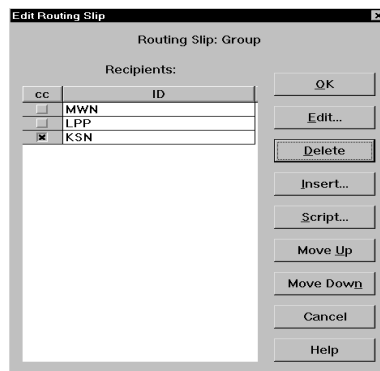 Edit Routing Slip
Routing Slip: Group
Recipients:
cc ID
MWN
LPP
KSN
OK
Edit...
Delete
Insert...
Script...
Move Up
Move Down
Cancel
Help